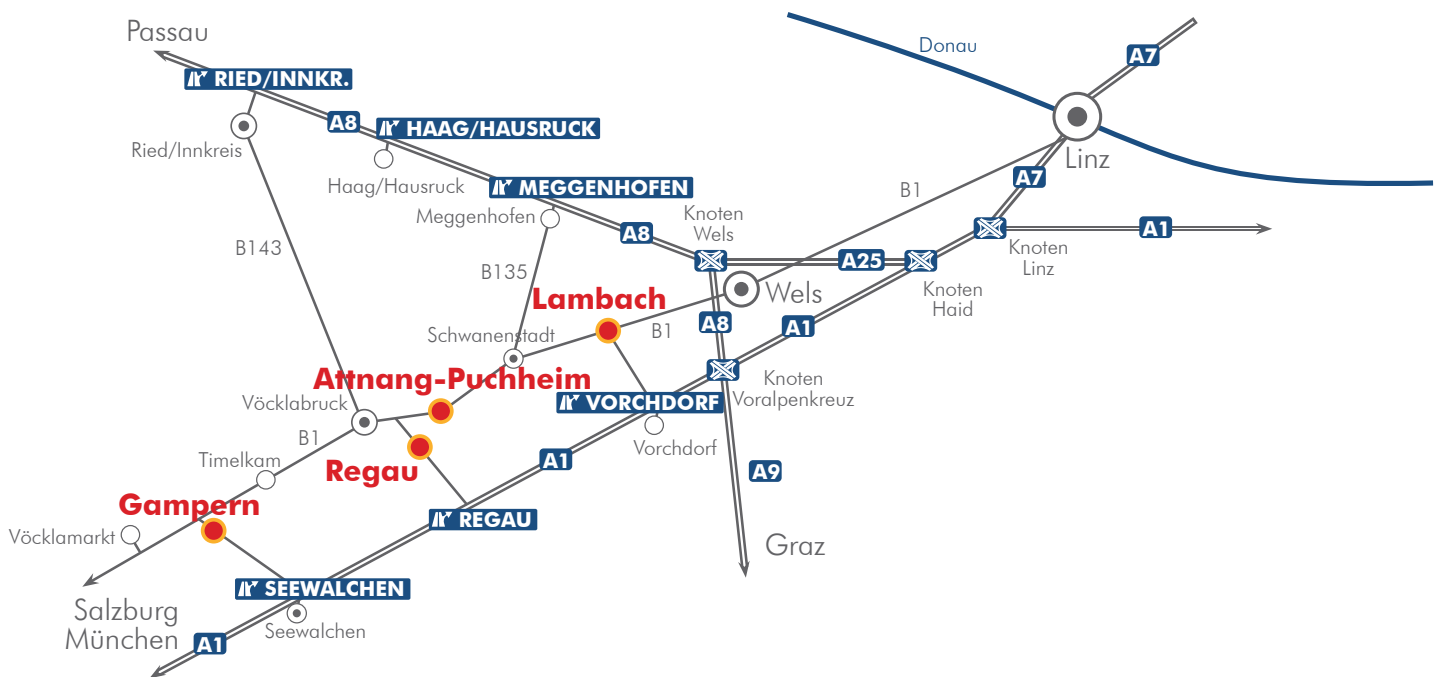 Passau
Donau
A7
RIED/INNKR.
A8
HAAG/HAUSRUCK
Ried/Innkreis
Linz
Haag/Hausruck
A7
MEGGENHOFEN
B1
Meggenhofen
Knoten
Wels
A8
A1
B143
Knoten
Linz
A25
B135
Knoten
Haid
Wels
Lambach
B1
A8
A1
Schwanenstadt
Attnang-Puchheim
Knoten
Voralpenkreuz
Vöcklabruck
VORCHDORF
B1
Vorchdorf
Timelkam
Regau
A1
A9
Gampern
REGAU
Vöcklamarkt
Graz
SEEWALCHEN
Salzburg
München
Seewalchen
A1